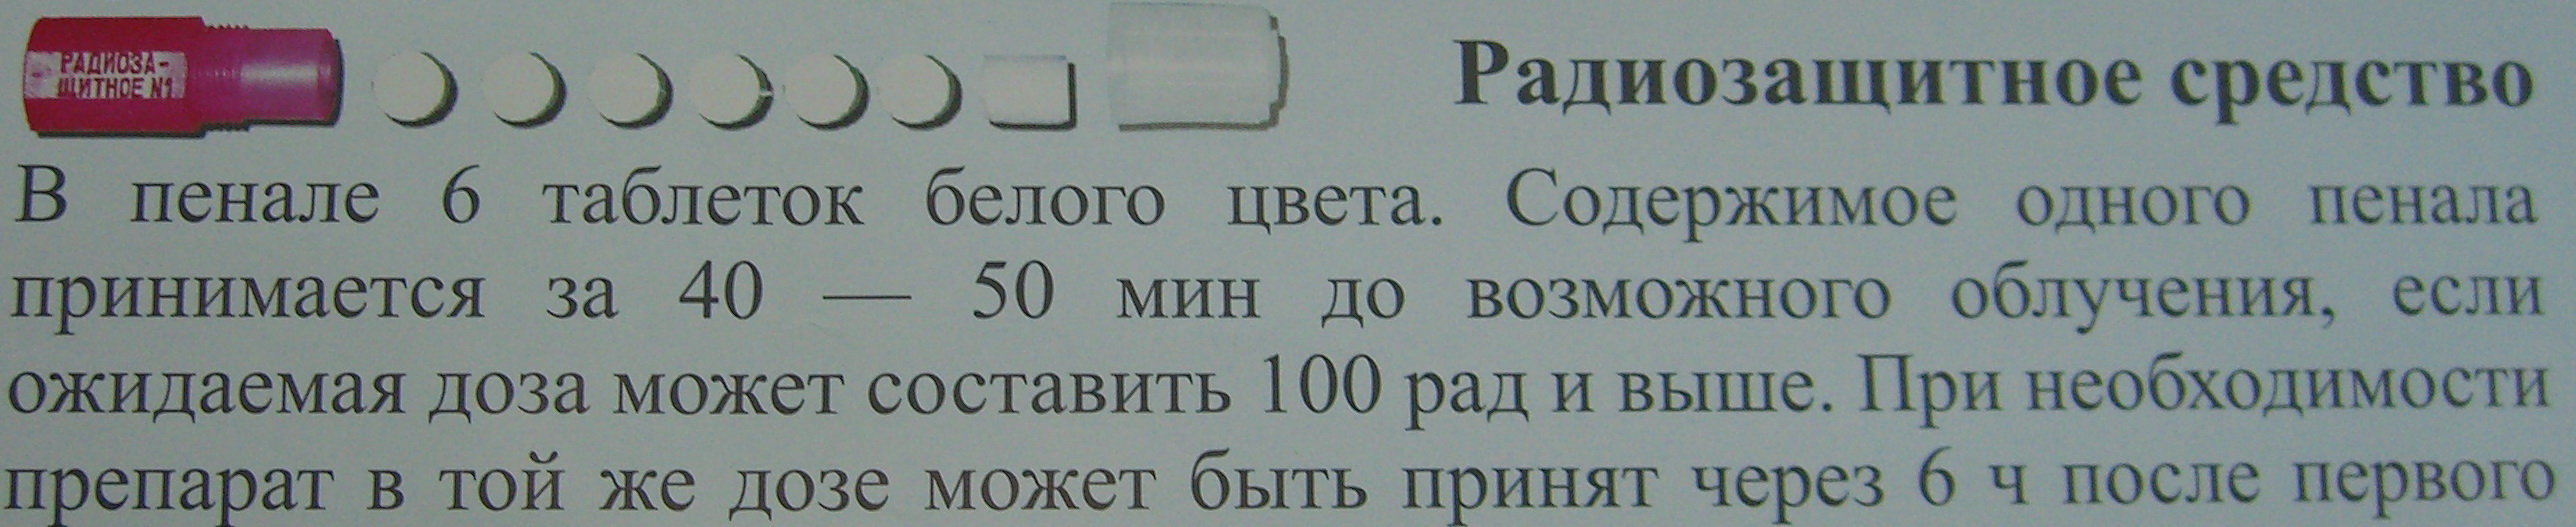 РАДИОЗА-
ЩИТНОЕ №1
Радиозащитное средство
В пенале 6 таблеток белого цвета. Содержимое одного пенала
принимается за 40 — 50 мин до возможного облучения, если
ожидаемая доза может составить 100 рад и выше. При необходимости
препарат в той же дозе может быть принят через 6 ч после первого